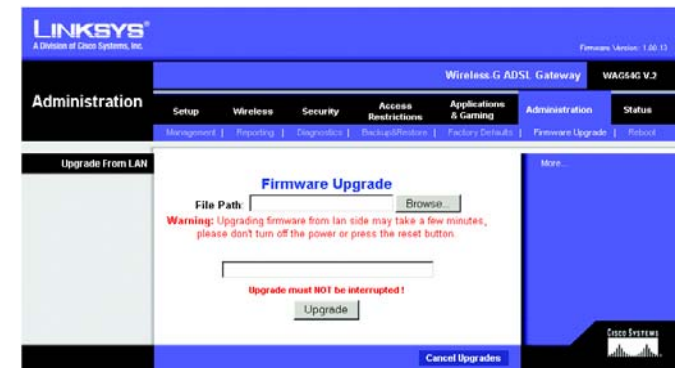 LINKSYS®
A Division of Cisco Systems, Inc.
Firmware Version: 1.00.13
Wireless-G ADSL Gateway WAG54G V.2
Administration
Setup Wireless Security Access Restrictions Applications & Gaming Administration Status
Management | Reporting | Diagnostics | Backup&Restore | Factory Defaults | Firmware Upgrade | Reboot
Upgrade From LAN
More...
Firmware Upgrade
File Path: Browse...
Warning: Upgrading firmware from lan side may take a few minutes,
please don't turn off the power or press the reset button.
Upgrade must NOT be interrupted !
Upgrade
CISCO SYSTEMS
Cancel Upgrades